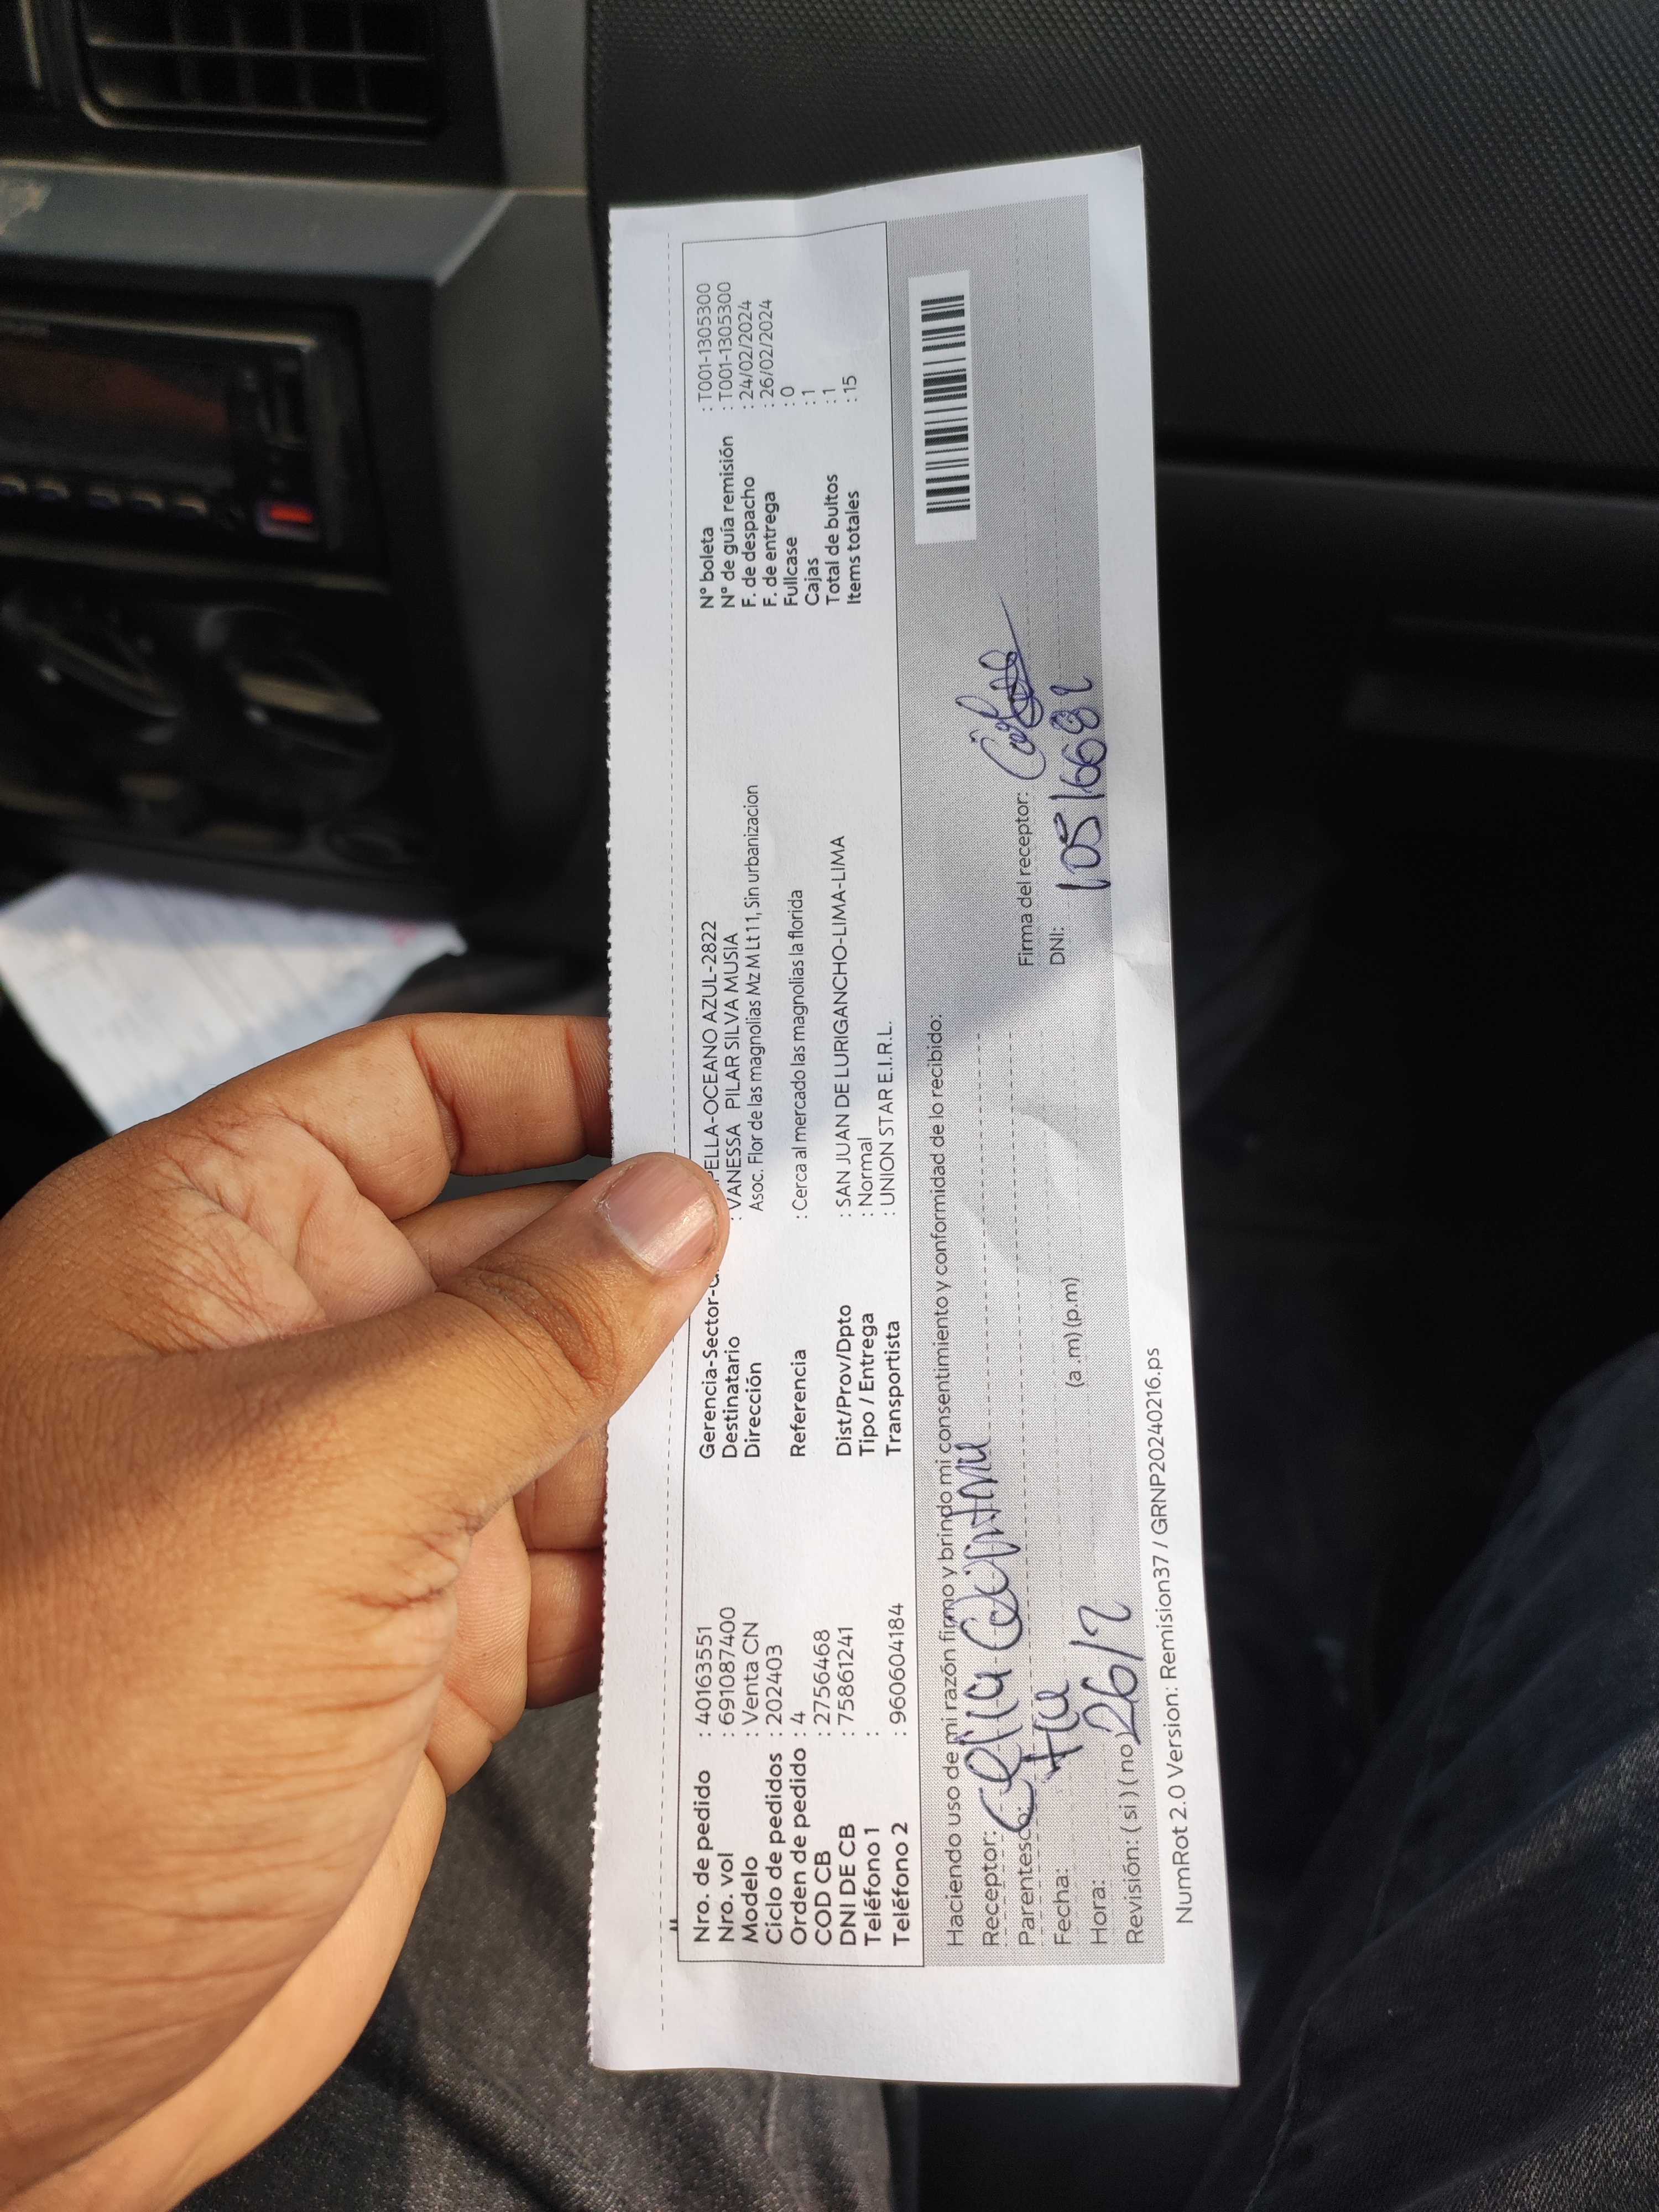 Nro. de pedido : 40163551
Nro. vol : 691087400
Modelo : Venta CN
Ciclo de pedidos : 202403
Orden de pedido : 4
COD CB : 2756468
DNI DE CB : 75861241
Teléfono 1 :
Teléfono 2 : 960604184
Gerencia-Sector- PELLA-OCEANO AZUL-2822
Destinatario : VANESSA PILAR SILVA MUSIA
Dirección Asoc. Flor de las magnolias Mz M Lt 11, Sin urbanizacion
Referencia : Cerca al mercado las magnolias la florida
Dist/Prov/Dpto : SAN JUAN DE LURIGANCHO-LIMA-LIMA
Tipo / Entrega : Normal
Transportista : UNION STAR E.I.R.L.
N° boleta : T001-1305300
N° de guía remisión : T001-1305300
F. de despacho : 24/02/2024
F. de entrega : 26/02/2024
Fullcase : 0
Cajas : 1
Total de bultos : 1
Items totales : 15
Haciendo uso de mi razón firmo y brindo mi consentimiento y conformidad de lo recibido:
Receptor: Celia
Parentesco: tia
Fecha: 26/2
Hora: (a.m) (p.m)
Revisión: ( si ) ( no )
Firma del receptor:
DNI: 10516681
NumRot 2.0 Version: Remision37 / GRNP20240216.ps